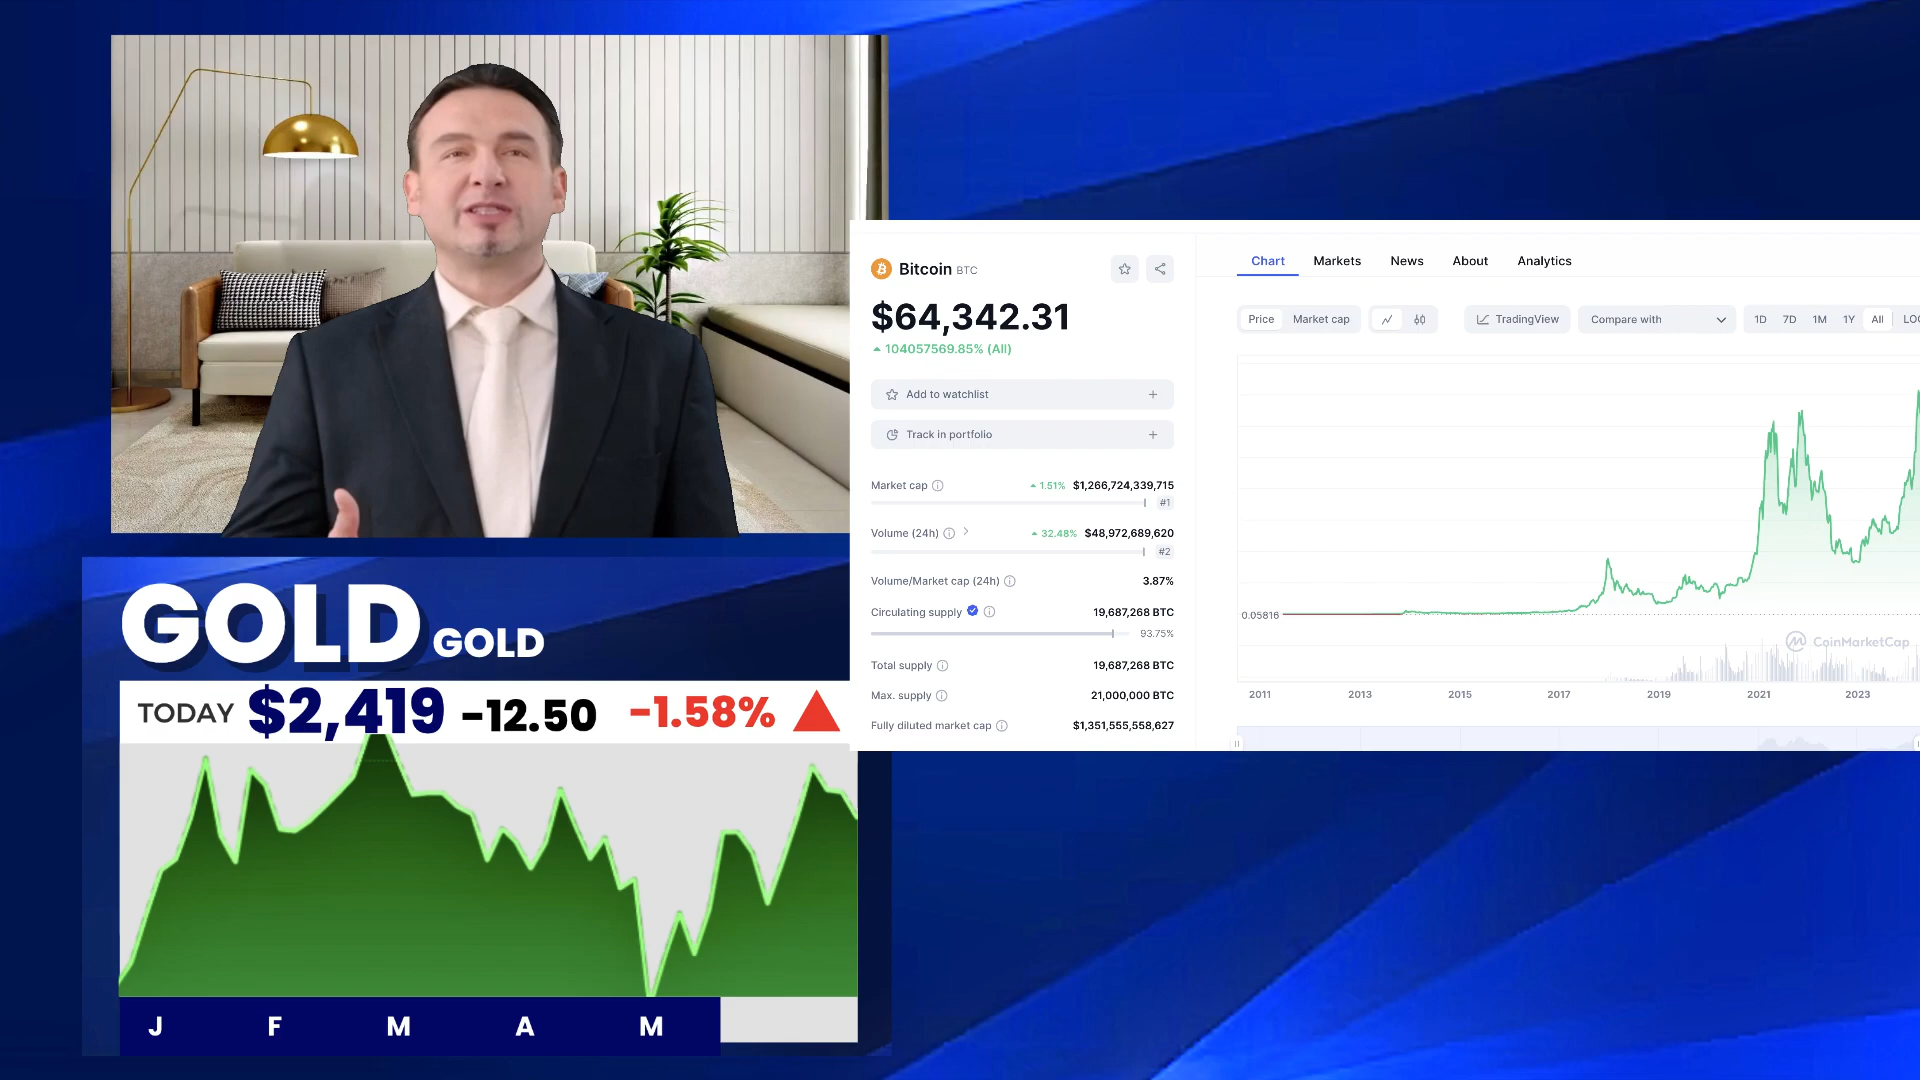 GOLD GOLD
TODAY $2,419 -12.50 -1.58%
J F M A M
Bitcoin BTC
$64,342.31
104057569.85% (All)
Add to watchlist
Track in portfolio
Market cap 1.51% $1,266,724,339,715
#1
Volume (24h) 32.48% $48,972,689,620
#2
Volume/Market cap (24h) 3.87%
Circulating supply 19,687,268 BTC
93.75%
Total supply 19,687,268 BTC
Max. supply 21,000,000 BTC
Fully diluted market cap $1,351,555,558,627
Chart Markets News About Analytics
Price Market cap TradingView Compare with 1D 7D 1M 1Y All
0.05816
CoinMarketCap
2011 2013 2015 2017 2019 2021 2023